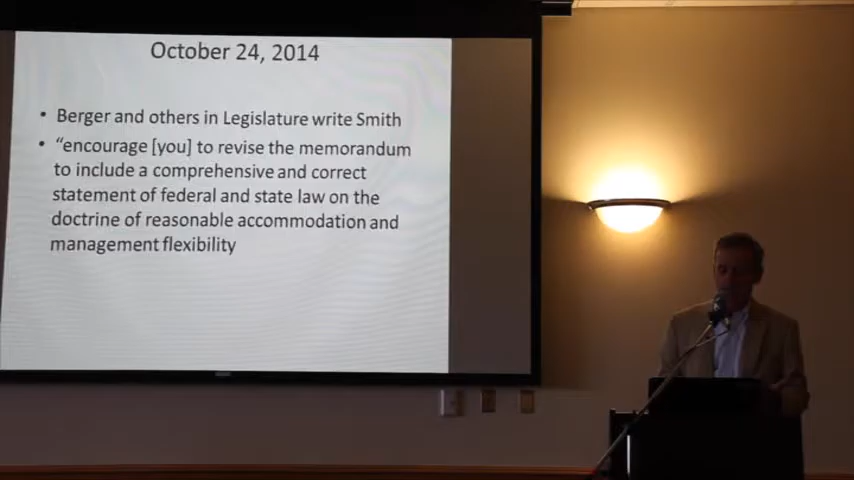 October 24, 2014
• Berger and others in Legislature write Smith
• “encourage [you] to revise the memorandum
to include a comprehensive and correct
statement of federal and state law on the
doctrine of reasonable accommodation and
management flexibility